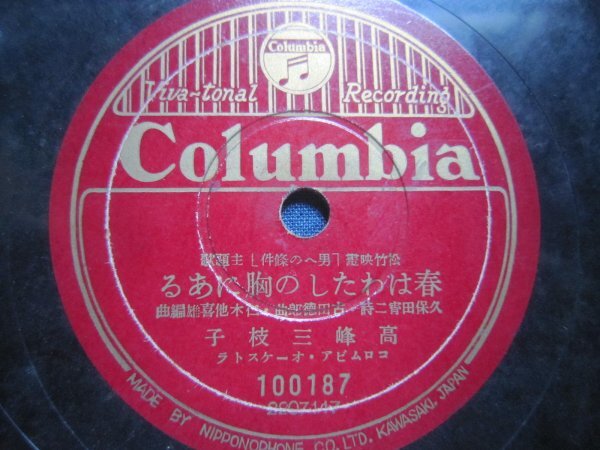 Columbia
Viva-tonal Recording
Columbia
松竹映畫「男への條件」主題歌
春はわたしの胸にある
久保田宵二詩・古田德郎曲・仁木他喜雄編曲
高峰三枝子
コロムビア・オーケストラ
100187
MADE BY NIPPONOPHONE CO., LTD. KAWASAKI, JAPAN